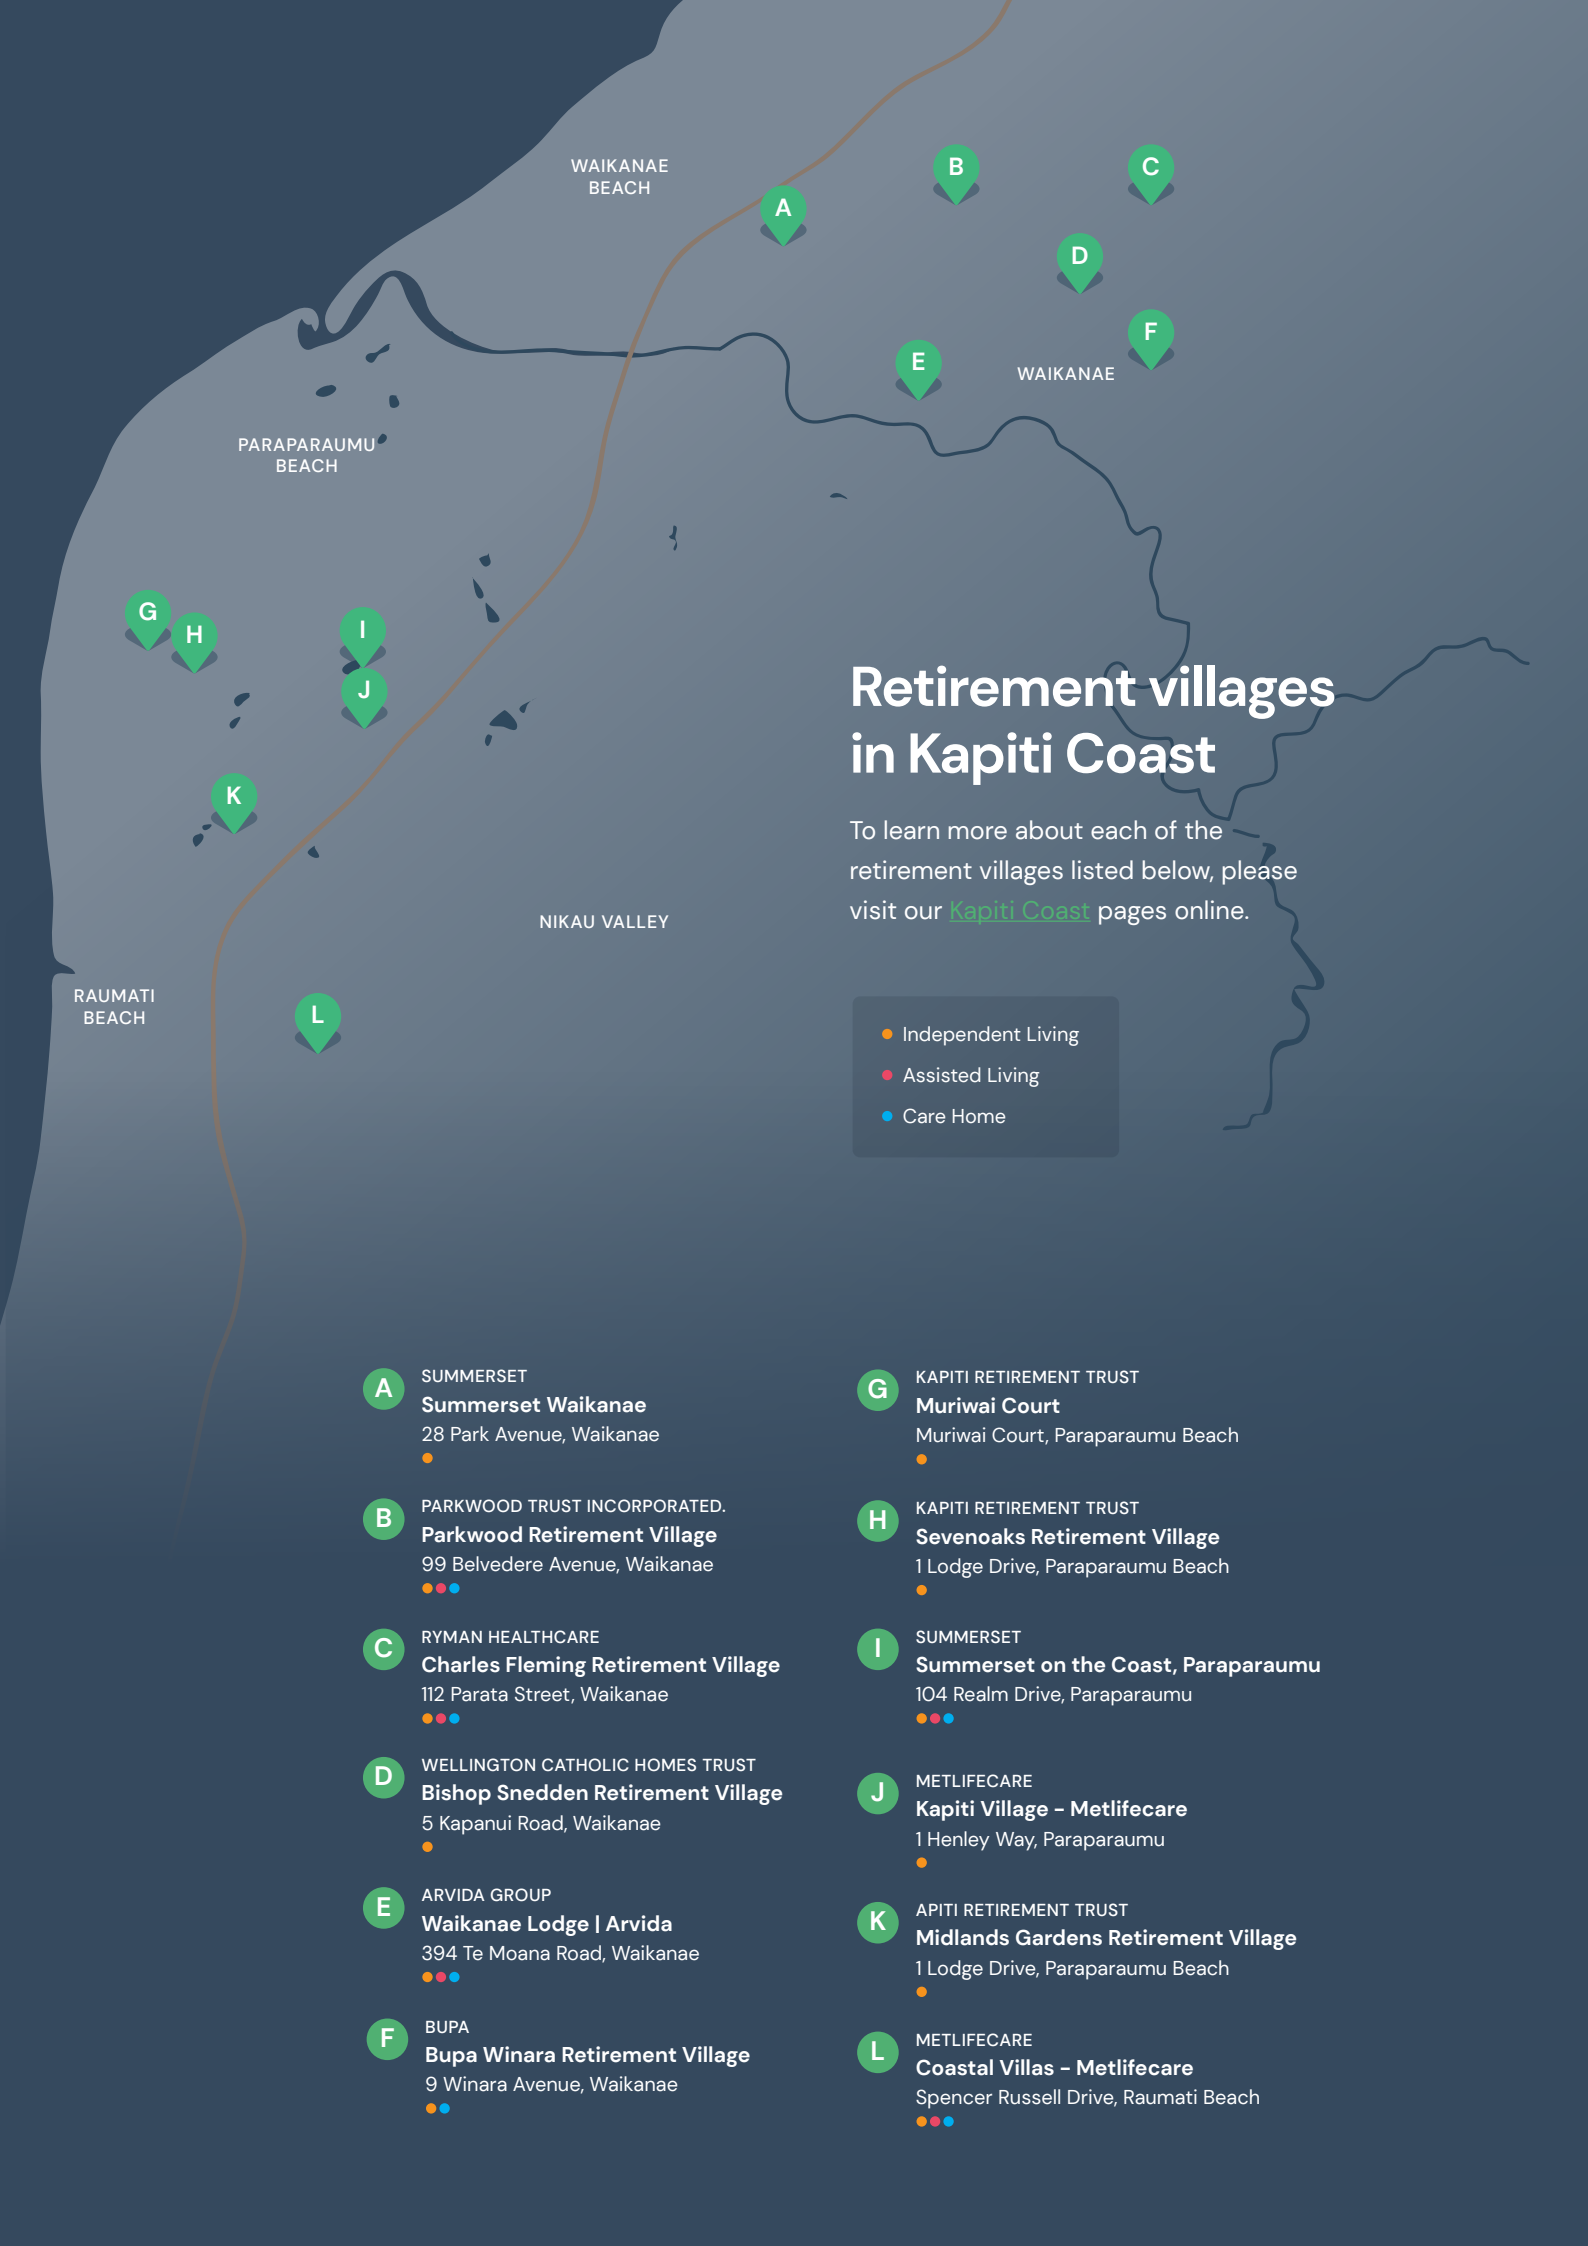 WAIKANAE
BEACH
A
B
C
D
E
F
WAIKANAE
PARAPARAUMU
BEACH
G
H
I
J
K
NIKAU VALLEY
RAUMATI
BEACH
L
Retirement villages
in Kapiti Coast
To learn more about each of the
retirement villages listed below, please
visit our Kapiti Coast pages online.
Independent Living
Assisted Living
Care Home
A
SUMMERSET
Summerset Waikanae
28 Park Avenue, Waikanae
B
PARKWOOD TRUST INCORPORATED.
Parkwood Retirement Village
99 Belvedere Avenue, Waikanae
C
RYMAN HEALTHCARE
Charles Fleming Retirement Village
112 Parata Street, Waikanae
D
WELLINGTON CATHOLIC HOMES TRUST
Bishop Snedden Retirement Village
5 Kapanui Road, Waikanae
E
ARVIDA GROUP
Waikanae Lodge | Arvida
394 Te Moana Road, Waikanae
F
BUPA
Bupa Winara Retirement Village
9 Winara Avenue, Waikanae
G
KAPITI RETIREMENT TRUST
Muriwai Court
Muriwai Court, Paraparaumu Beach
H
KAPITI RETIREMENT TRUST
Sevenoaks Retirement Village
1 Lodge Drive, Paraparaumu Beach
I
SUMMERSET
Summerset on the Coast, Paraparaumu
104 Realm Drive, Paraparaumu
J
METLIFECARE
Kapiti Village – Metlifecare
1 Henley Way, Paraparaumu
K
APITI RETIREMENT TRUST
Midlands Gardens Retirement Village
1 Lodge Drive, Paraparaumu Beach
L
METLIFECARE
Coastal Villas – Metlifecare
Spencer Russell Drive, Raumati Beach